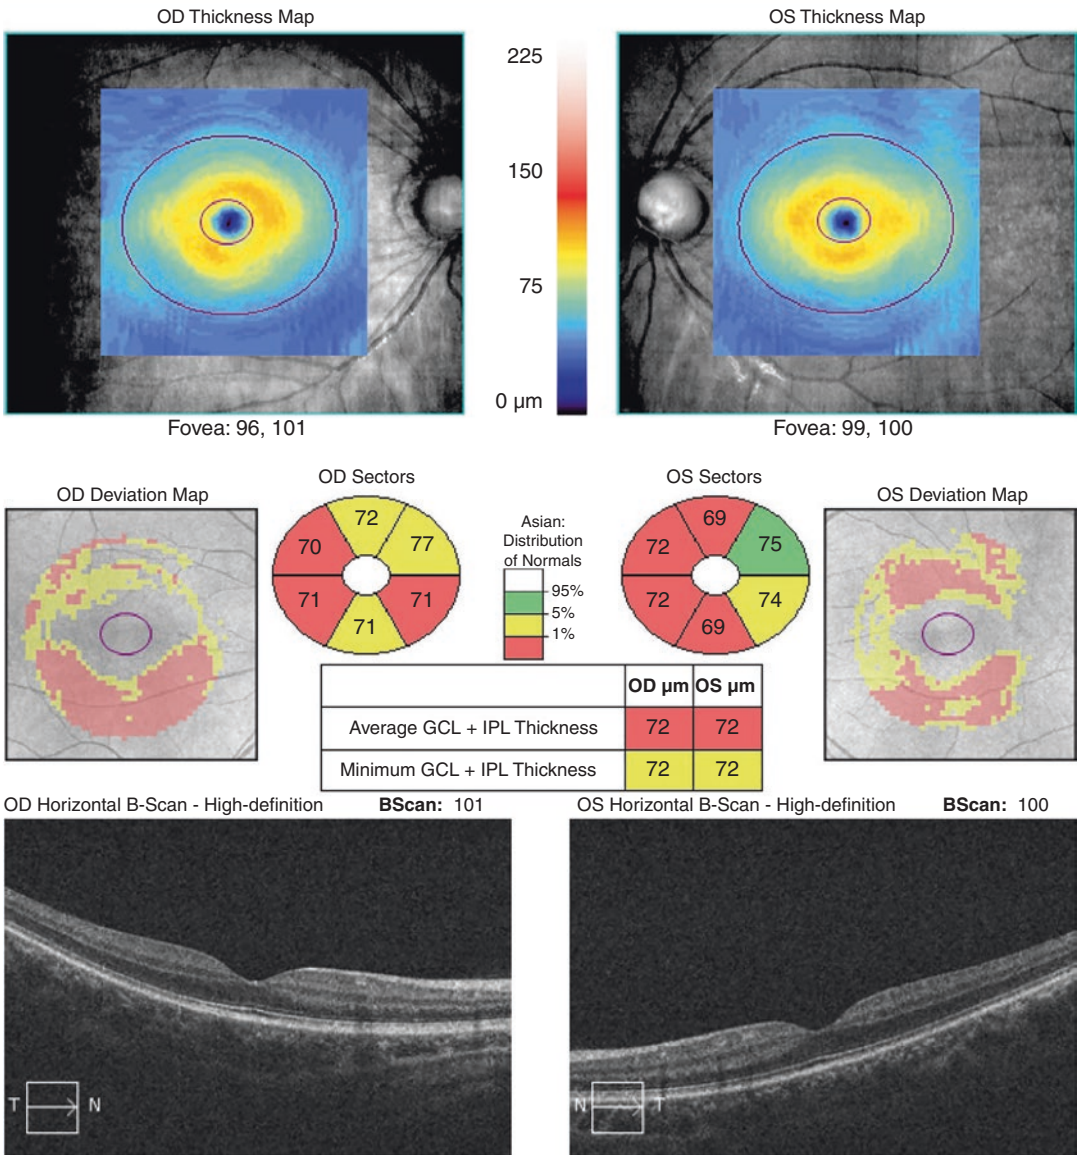 OD Thickness Map
OS Thickness Map
225
150
75
0 µm
Fovea: 96, 101
Fovea: 99, 100
OD Deviation Map
OD Sectors
72
70
77
71
71
71
Asian:
Distribution
of Normals
95%
5%
1%
OS Sectors
69
72
75
72
74
69
OS Deviation Map
OD µm OS µm
Average GCL + IPL Thickness 72 72
Minimum GCL + IPL Thickness 72 72
OD Horizontal B-Scan - High-definition BScan: 101
OS Horizontal B-Scan - High-definition BScan: 100
T N
N T